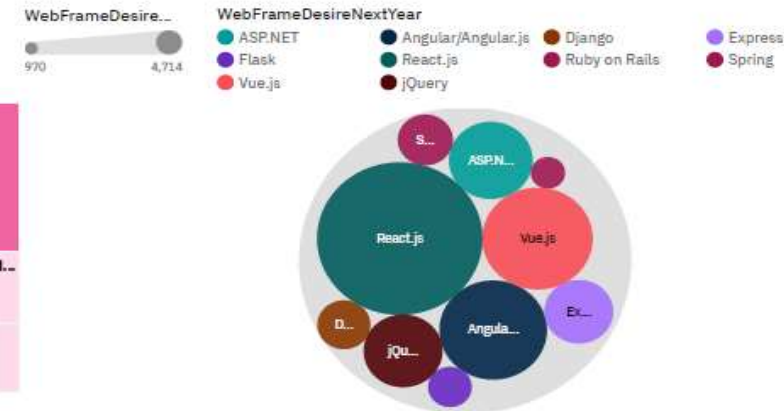 WebFrameDesire...
970 4,714
WebFrameDesireNextYear
ASP.NET Angular/Angular.js Django Express
Flask React.js Ruby on Rails Spring
Vue.js jQuery
S...
ASP.N...
React.js
Vue.js
D...
jQu...
Angula...
Ex...